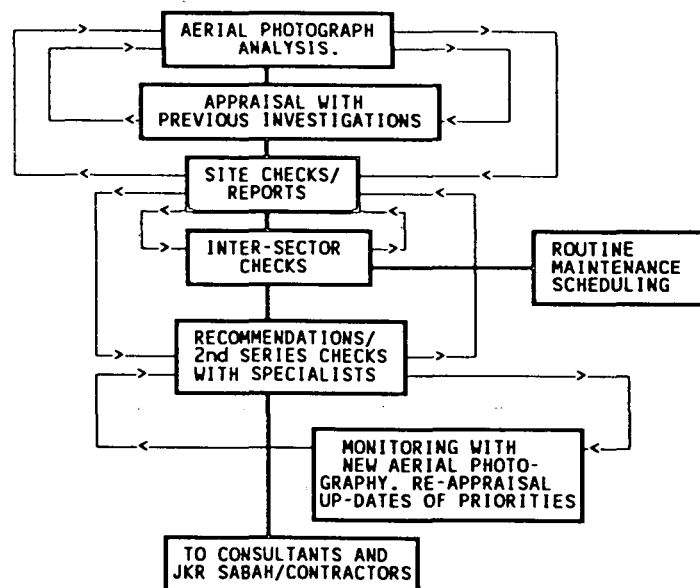 AERIAL PHOTOGRAPH
ANALYSIS.
APPRAISAL WITH
PREVIOUS INVESTIGATIONS
SITE CHECKS/
REPORTS
INTER-SECTOR
CHECKS
ROUTINE
MAINTENANCE
SCHEDULING
RECOMMENDATIONS/
2nd SERIES CHECKS
WITH SPECIALISTS
MONITORING WITH
NEW AERIAL PHOTO-
GRAPHY. RE-APPRAISAL
UP-DATES OF PRIORITIES
TO CONSULTANTS AND
JKR SABAH/CONTRACTORS